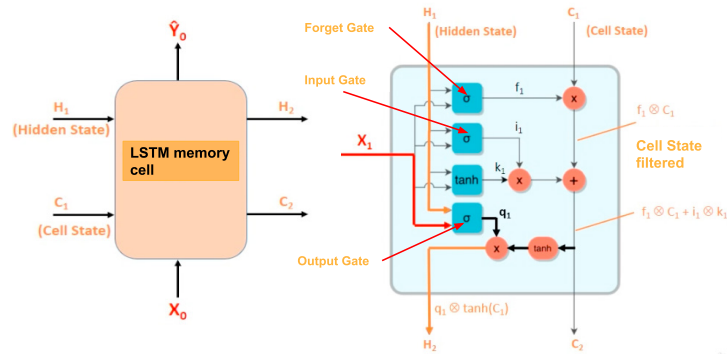 Ŷ₀
H₁
(Hidden State)
H₂
LSTM memory
cell
C₁
(Cell State)
C₂
X₀
H₁
(Hidden State)
C₁
(Cell State)
Forget Gate
Input Gate
X₁
Output Gate
σ
f₁
x
σ
i₁
f₁ ⊗ C₁
Cell State
filtered
tanh
k₁
x
+
σ
q₁
f₁ ⊗ C₁ + i₁ ⊗ k₁
x
tanh
q₁ ⊗ tanh(C₁)
H₂
C₂